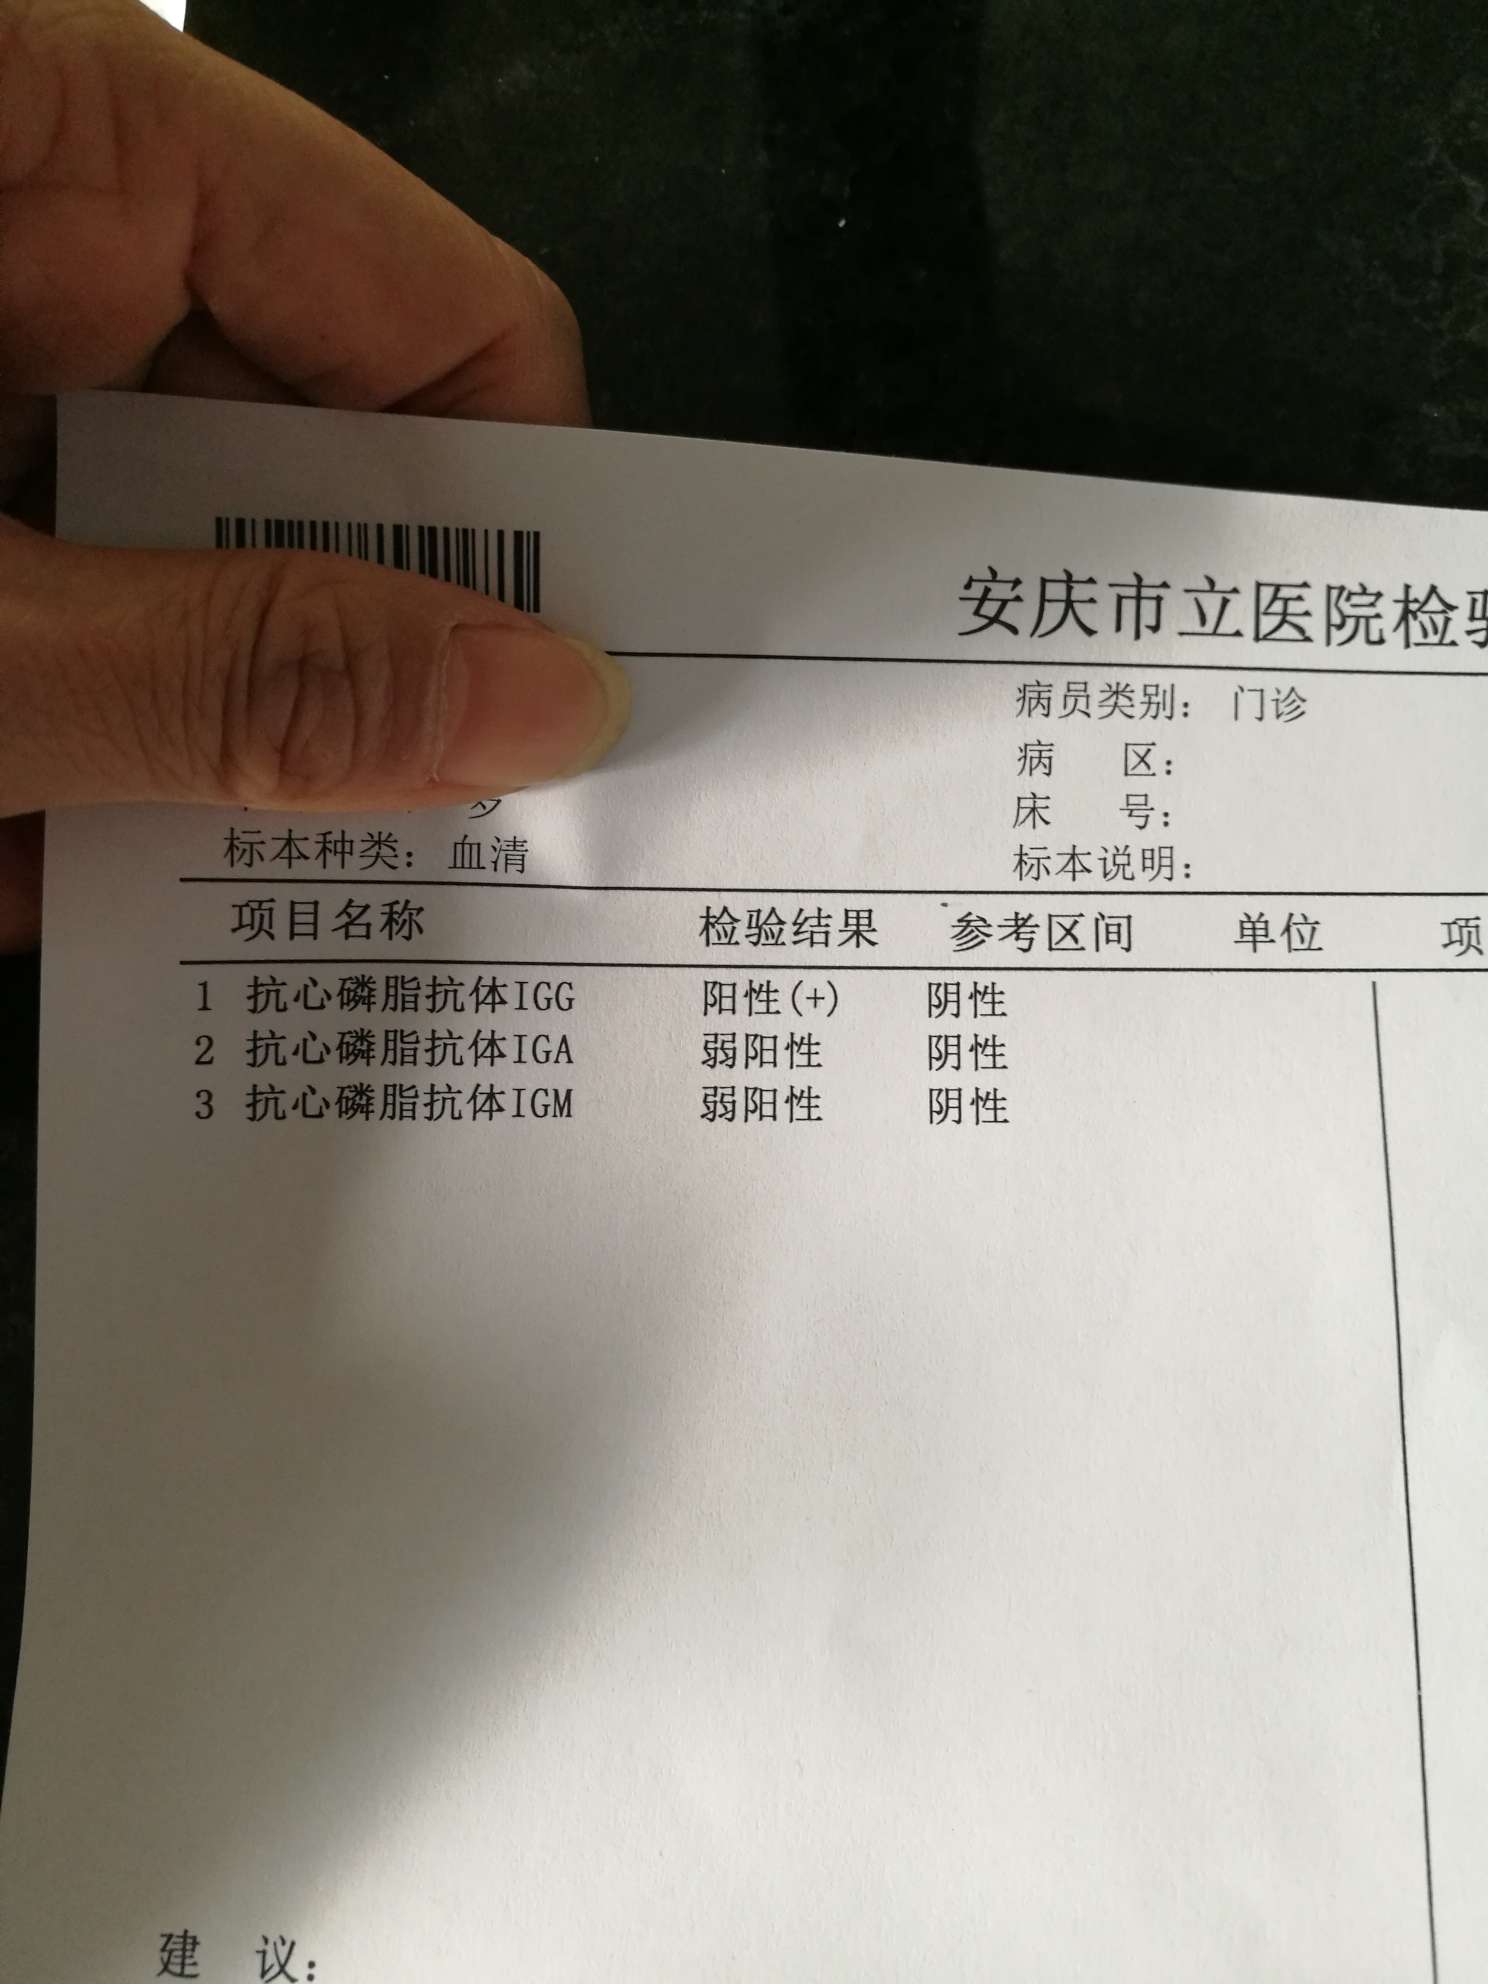 安庆市立医院检
病员类别： 门诊
病 区：
床 号：
岁
标本种类： 血清
标本说明：
项目名称 检验结果 参考区间 单位 项
1 抗心磷脂抗体IGG 阳性(+) 阴性
2 抗心磷脂抗体IGA 弱阳性 阴性
3 抗心磷脂抗体IGM 弱阳性 阴性
建 议：